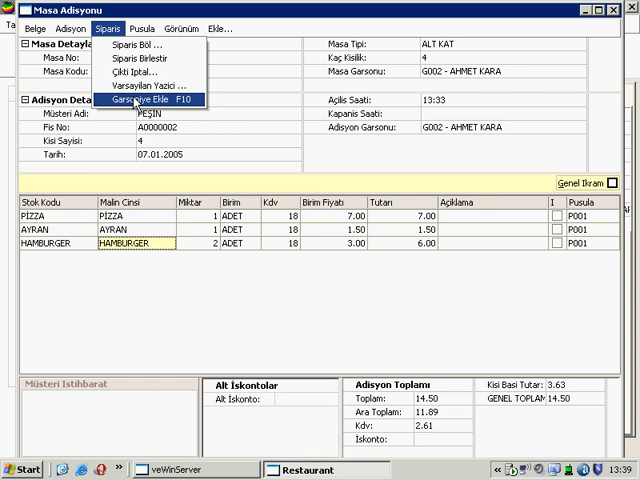 Masa Adisyonu
Ta
Belge Adisyon Siparis Pusula Görünüm Ekle...
Siparis Böl ...
Siparis Birlestir
Çikti Iptal...
Varsayilan Yazici ...
Garsoniye Ekle F10
Masa Detayla
Masa No:
Masa Kodu:
Masa Tipi: ALT KAT
Kaç Kisilik: 4
Masa Garsonu: G002 - AHMET KARA
Adisyon Deta
Müsteri Adi: PEŞİN
Fis No: A0000002
Kisi Sayisi: 4
Tarih: 07.01.2005
Açilis Saati: 13:33
Kapanis Saati:
Adisyon Garsonu: G002 - AHMET KARA
Genel Ikram
Stok Kodu Malin Cinsi Miktar Birim Kdv Birim Fiyatı Tutarı Açıklama I Pusula
PİZZA PİZZA 1 ADET 18 7.00 7.00 P001
AYRAN AYRAN 1 ADET 18 1.50 1.50 P001
HAMBURGER HAMBURGER 2 ADET 18 3.00 6.00 P001
Müsteri Istihbarat
Alt İskontolar
Alt İskonto:
Adisyon Toplamı
Toplam: 14.50
Ara Toplam: 11.89
Kdv: 2.61
İskonto:
Kisi Basi Tutar: 3.63
GENEL TOPLAM 14.50
Start » veWinServer Restaurant « 13:39